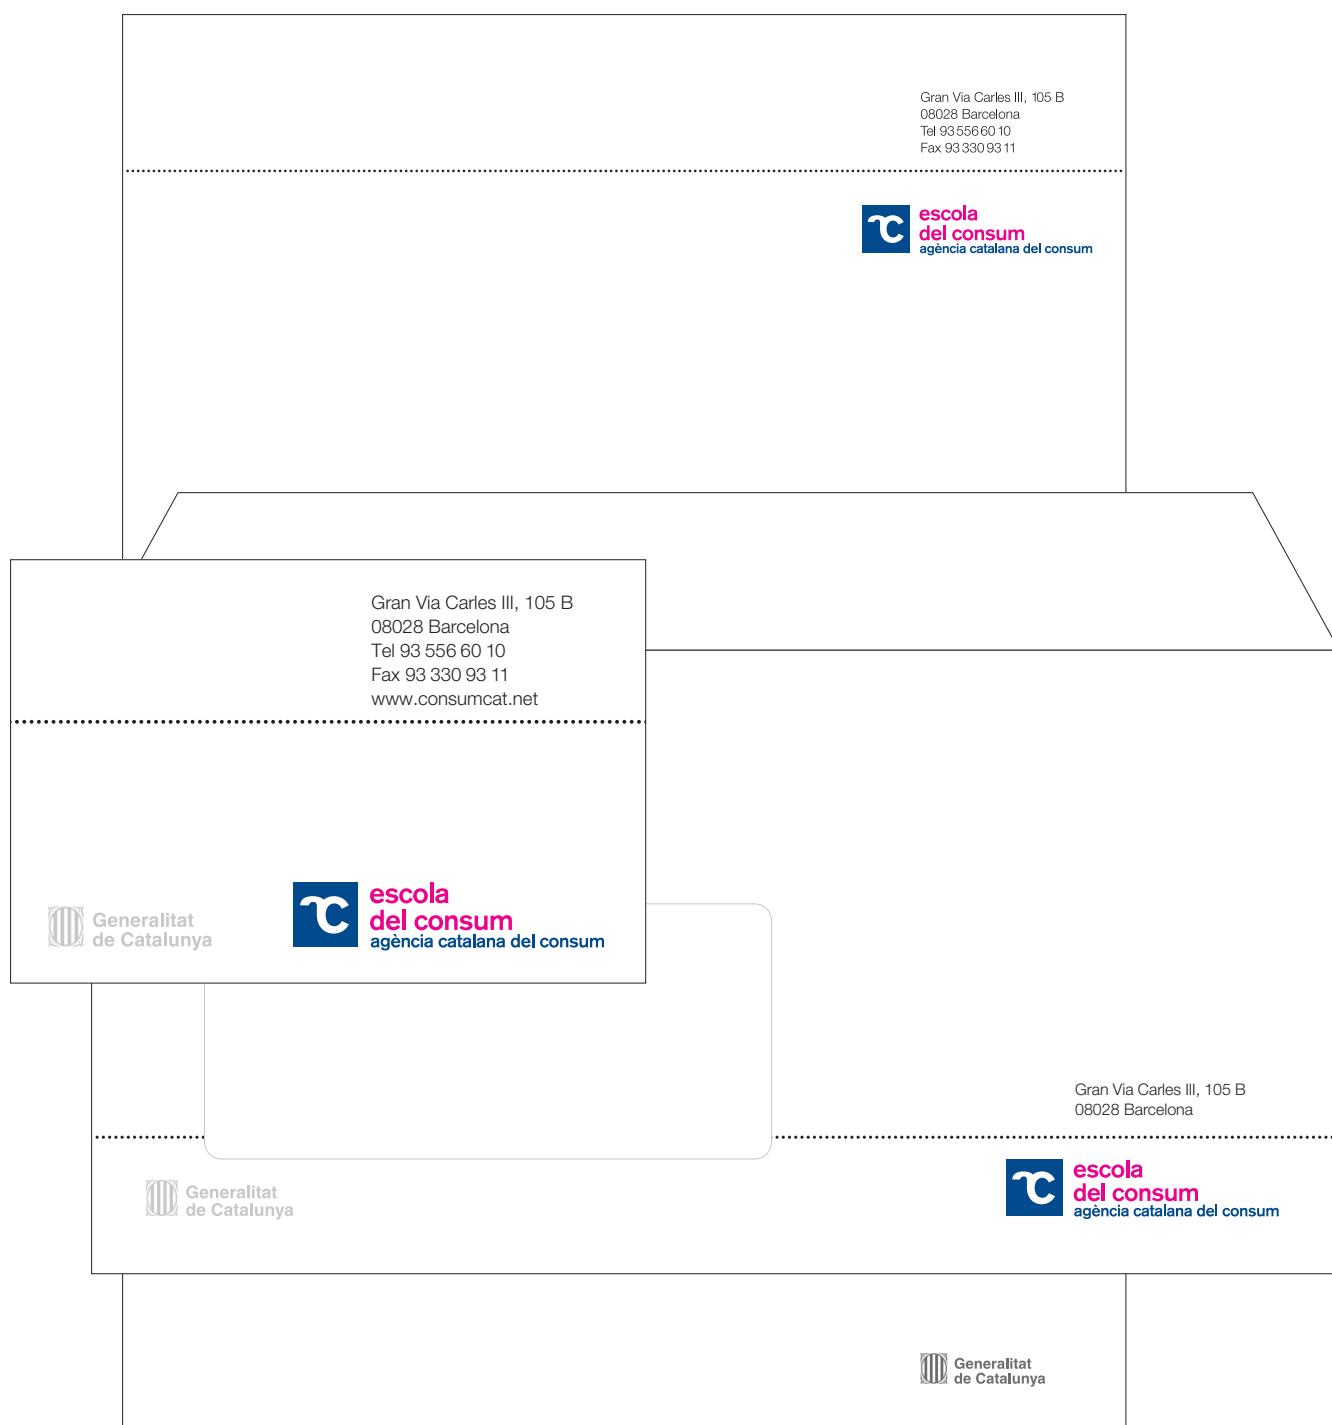 Gran Via Carles III, 105 B
08028 Barcelona
Tel 93 556 60 10
Fax 93 330 93 11
escola
del consum
agència catalana del consum
Gran Via Carles III, 105 B
08028 Barcelona
Tel 93 556 60 10
Fax 93 330 93 11
www.consumcat.net
Generalitat
de Catalunya
escola
del consum
agència catalana del consum
Gran Via Carles III, 105 B
08028 Barcelona
Generalitat
de Catalunya
escola
del consum
agència catalana del consum
Generalitat
de Catalunya